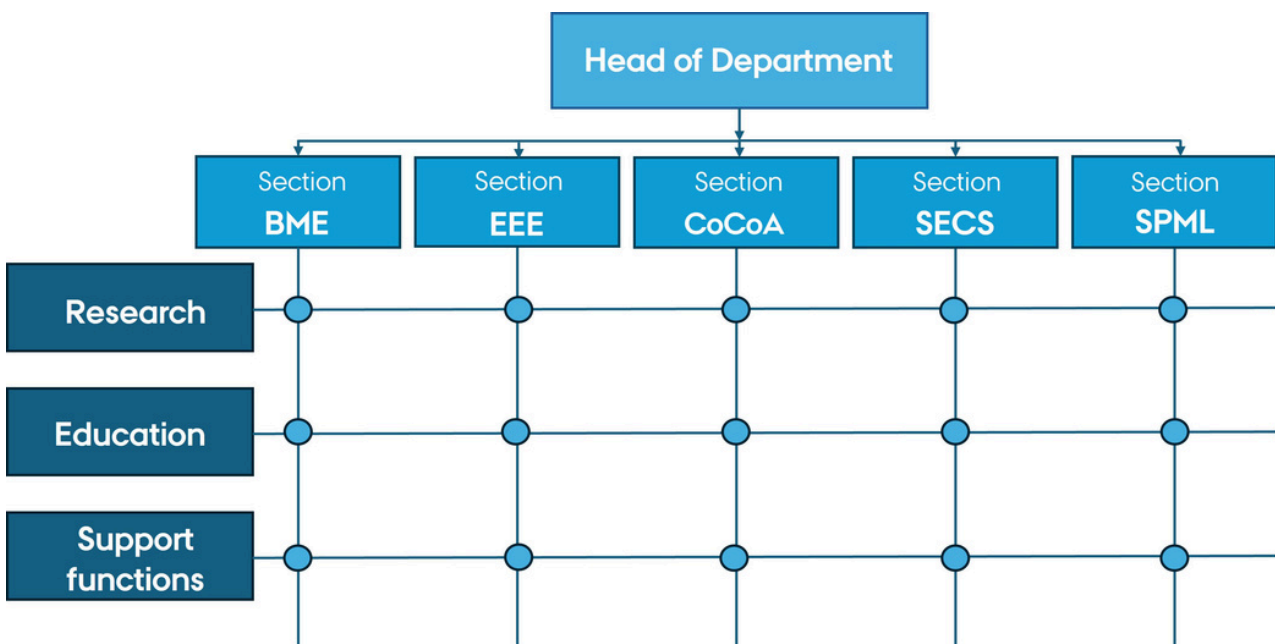 Head of Department
Section
BME
Section
EEE
Section
CoCoA
Section
SECS
Section
SPML
Research
Education
Support
functions